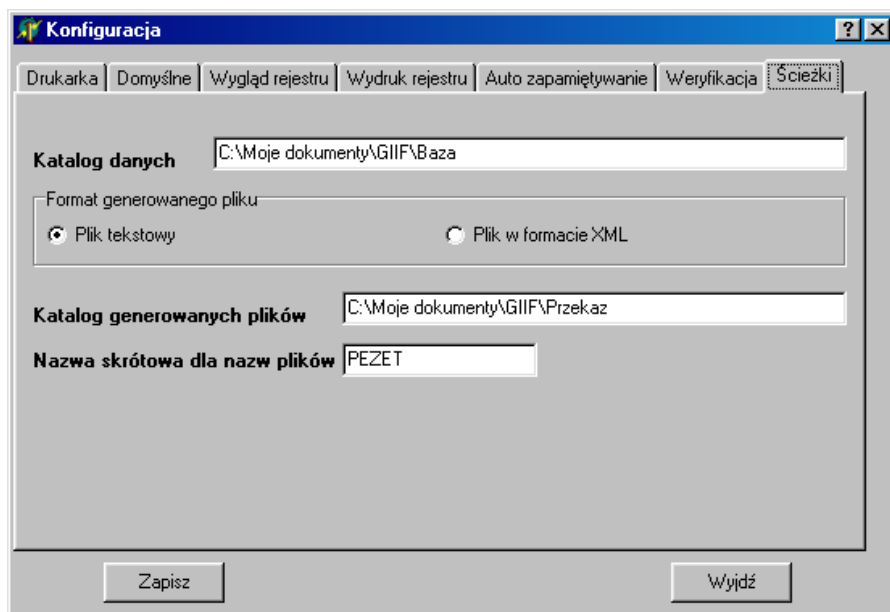 Konfiguracja
Drukarka Domyślne Wygląd rejestru Wydruk rejestru Auto zapamiętywanie Weryfikacja Ścieżki
Katalog danych C:\Moje dokumenty\GIIF\Baza
Format generowanego pliku
Plik tekstowy Plik w formacie XML
Katalog generowanych plików C:\Moje dokumenty\GIIF\Przekaz
Nazwa skrótowa dla nazw plików PEZET
Zapisz Wyjdź